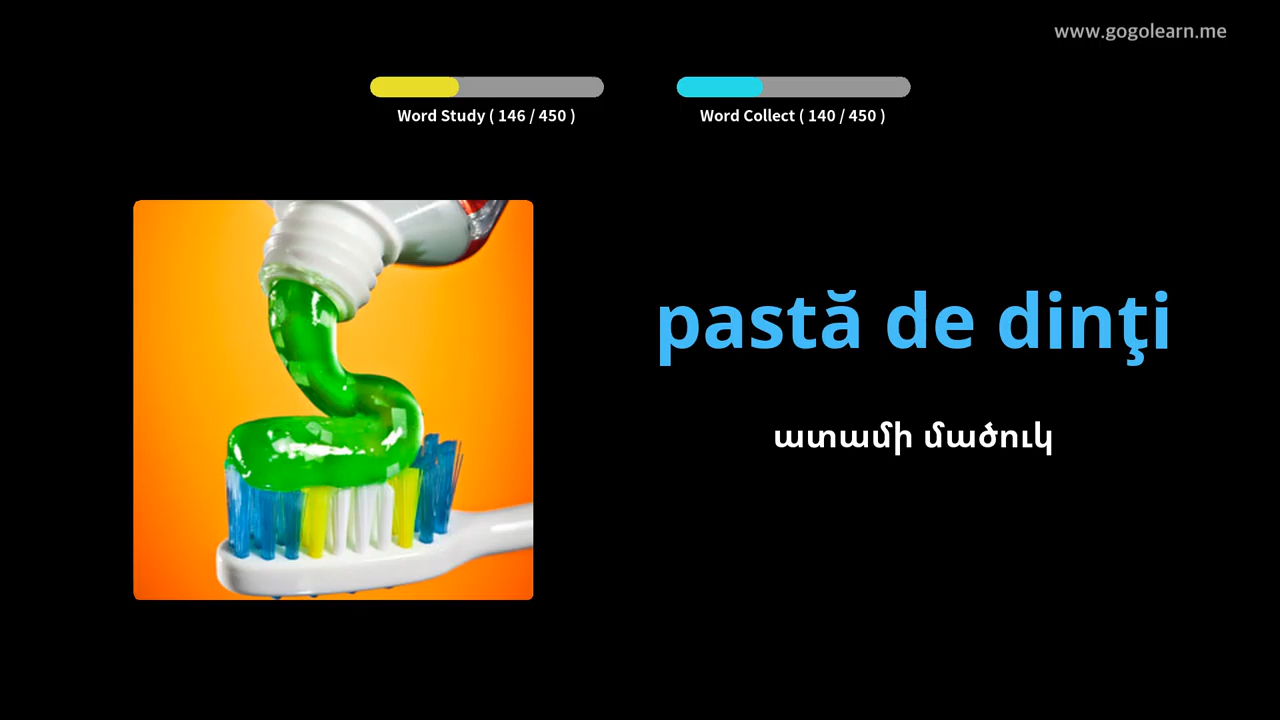 www.gogolearn.me
Word Study ( 146 / 450 )
Word Collect ( 140 / 450 )
pastă de dinţi
ատամի մածուկ